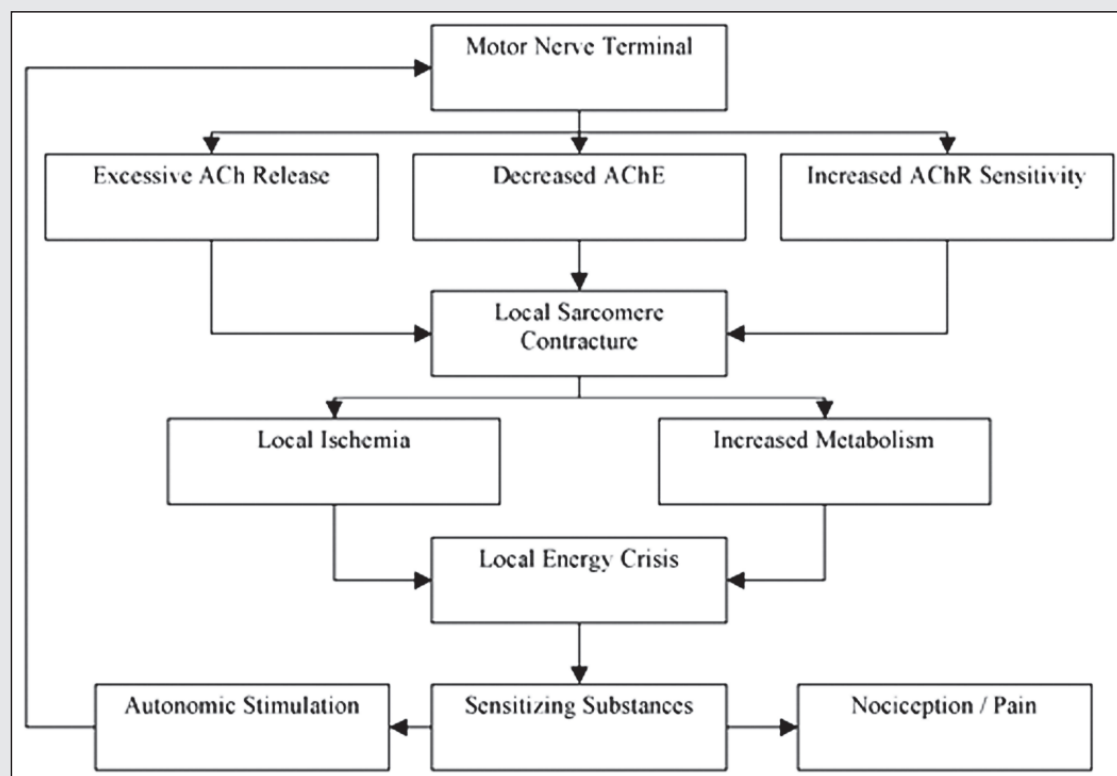 Motor Nerve Terminal
Excessive ACh Release
Decreased AChE
Increased AChR Sensitivity
Local Sarcomere
Contracture
Local Ischemia
Increased Metabolism
Local Energy Crisis
Autonomic Stimulation
Sensitizing Substances
Nociception / Pain